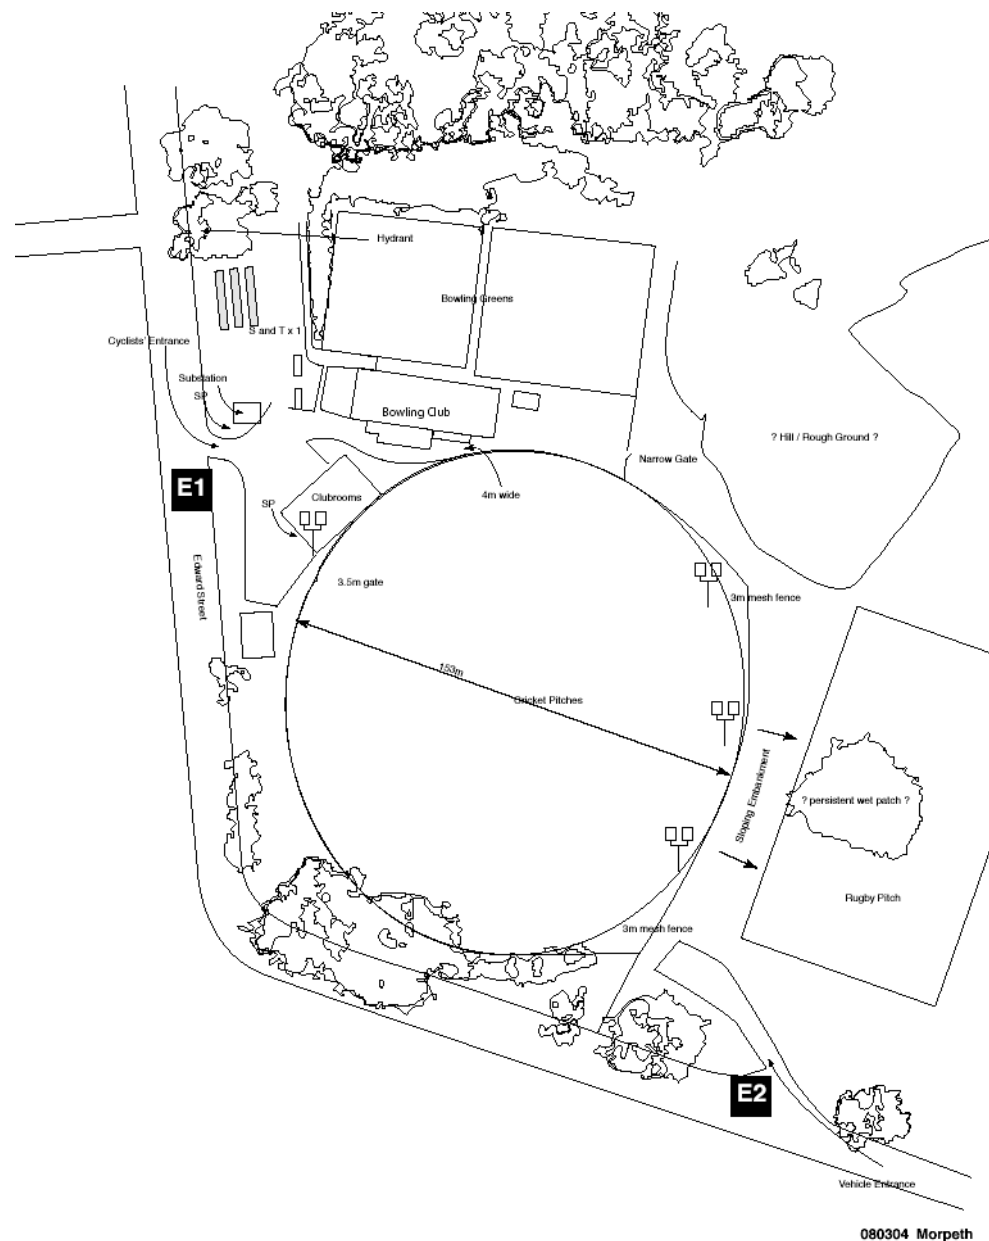 Hydrant
Bowling Greens
S and T x 1
Cyclists' Entrance
Substation
SP
Bowling Club
? Hill / Rough Ground ?
Narrow Gate
E1
4m wide
Clubrooms
SP
Edward Street
3.5m gate
3m mesh fence
153m
Cricket Pitches
Sloping Embankment
? persistent wet patch ?
Rugby Pitch
3m mesh fence
E2
Vehicle Entrance
080304 Morpeth